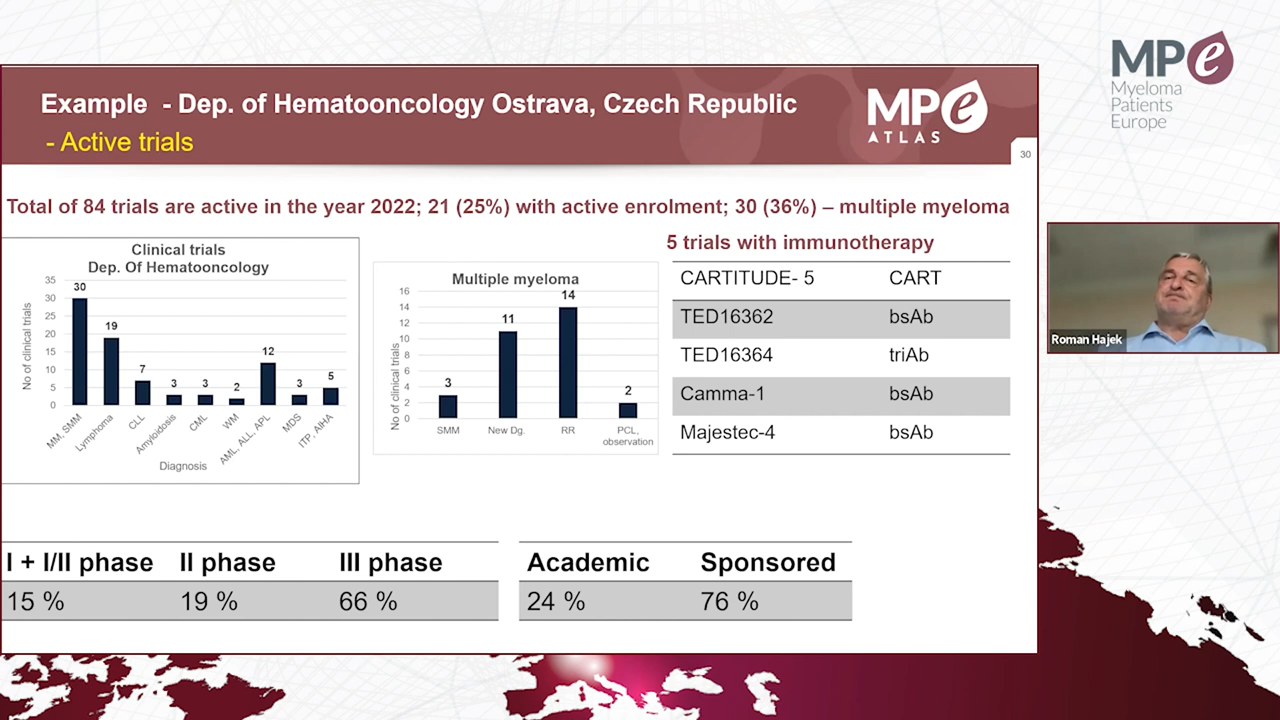 MPe
Myeloma
Patients
Europe
Example - Dep. of Hematooncology Ostrava, Czech Republic
- Active trials
MPe
ATLAS
30
Total of 84 trials are active in the year 2022; 21 (25%) with active enrolment; 30 (36%) – multiple myeloma
Clinical trials
Dep. Of Hematooncology
No of clinical trials
35
30
25
20
15
10
5
0
30
19
7
3
3
2
12
3
5
MM, SMM
Lymphoma
CLL
Amyloidosis
CML
WM
AML, ALL, APL
MDS
ITP, AIHA
Diagnosis
Multiple myeloma
No of clinical trials
16
14
12
10
8
6
4
2
0
3
11
14
2
SMM
New Dg.
RR
PCL,
observation
5 trials with immunotherapy
CARTITUDE- 5 CART
TED16362 bsAb
TED16364 triAb
Camma-1 bsAb
Majestec-4 bsAb
Roman Hajek
I + I/II phase II phase III phase
15 % 19 % 66 %
Academic Sponsored
24 % 76 %